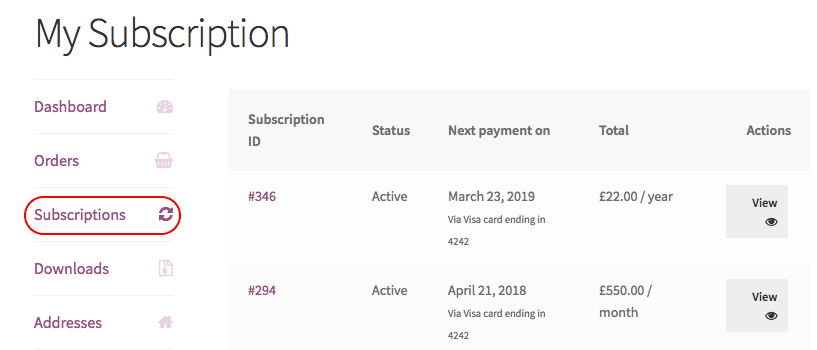 My Subscription
Dashboard
Orders
Subscriptions
Downloads
Addresses
Subscription
ID
Status
Next payment on
Total
Actions
#346
Active
March 23, 2019
Via Visa card ending in
4242
£22.00 / year
View
#294
Active
April 21, 2018
Via Visa card ending in
4242
£550.00 /
month
View